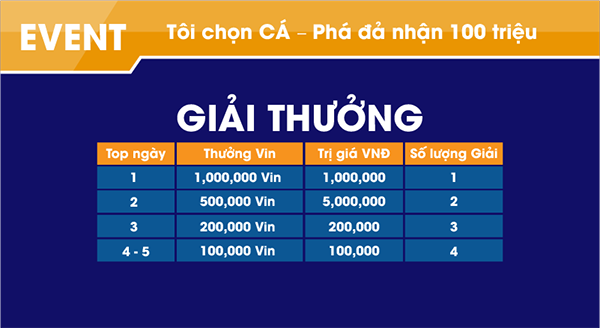 EVENT Tôi chọn CÁ – Phá đả nhận 100 triệu
GIẢI THƯỞNG
Top ngày Thưởng Vin Trị giá VNĐ Số lượng Giải
1 1,000,000 Vin 1,000,000 1
2 500,000 Vin 5,000,000 2
3 200,000 Vin 200,000 3
4 - 5 100,000 Vin 100,000 4